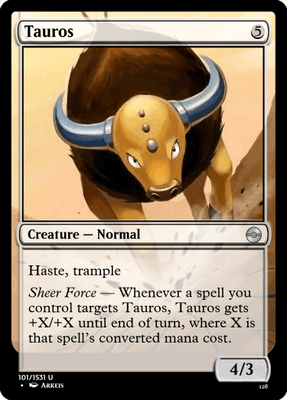 Tauros 5
Creature — Normal
Haste, trample
Sheer Force — Whenever a spell you
control targets Tauros, Tauros gets
+X/+X until end of turn, where X is
that spell's converted mana cost.
4/3
101/1531 U
• Arkeis
128